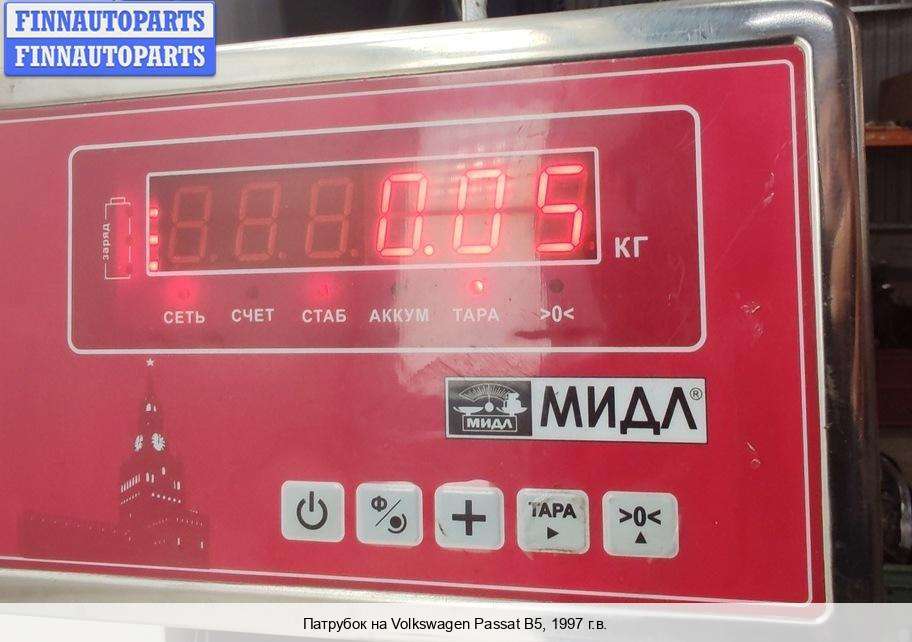 FINNAUTOPARTS
FINNAUTOPARTS
заряд
0.05
КГ
СЕТЬ СЧЕТ СТАБ АККУМ ТАРА >0<
МИДЛ МИДЛ®
Ф/
+
ТАРА
>0<
Патрубок на Volkswagen Passat B5, 1997 г.в.